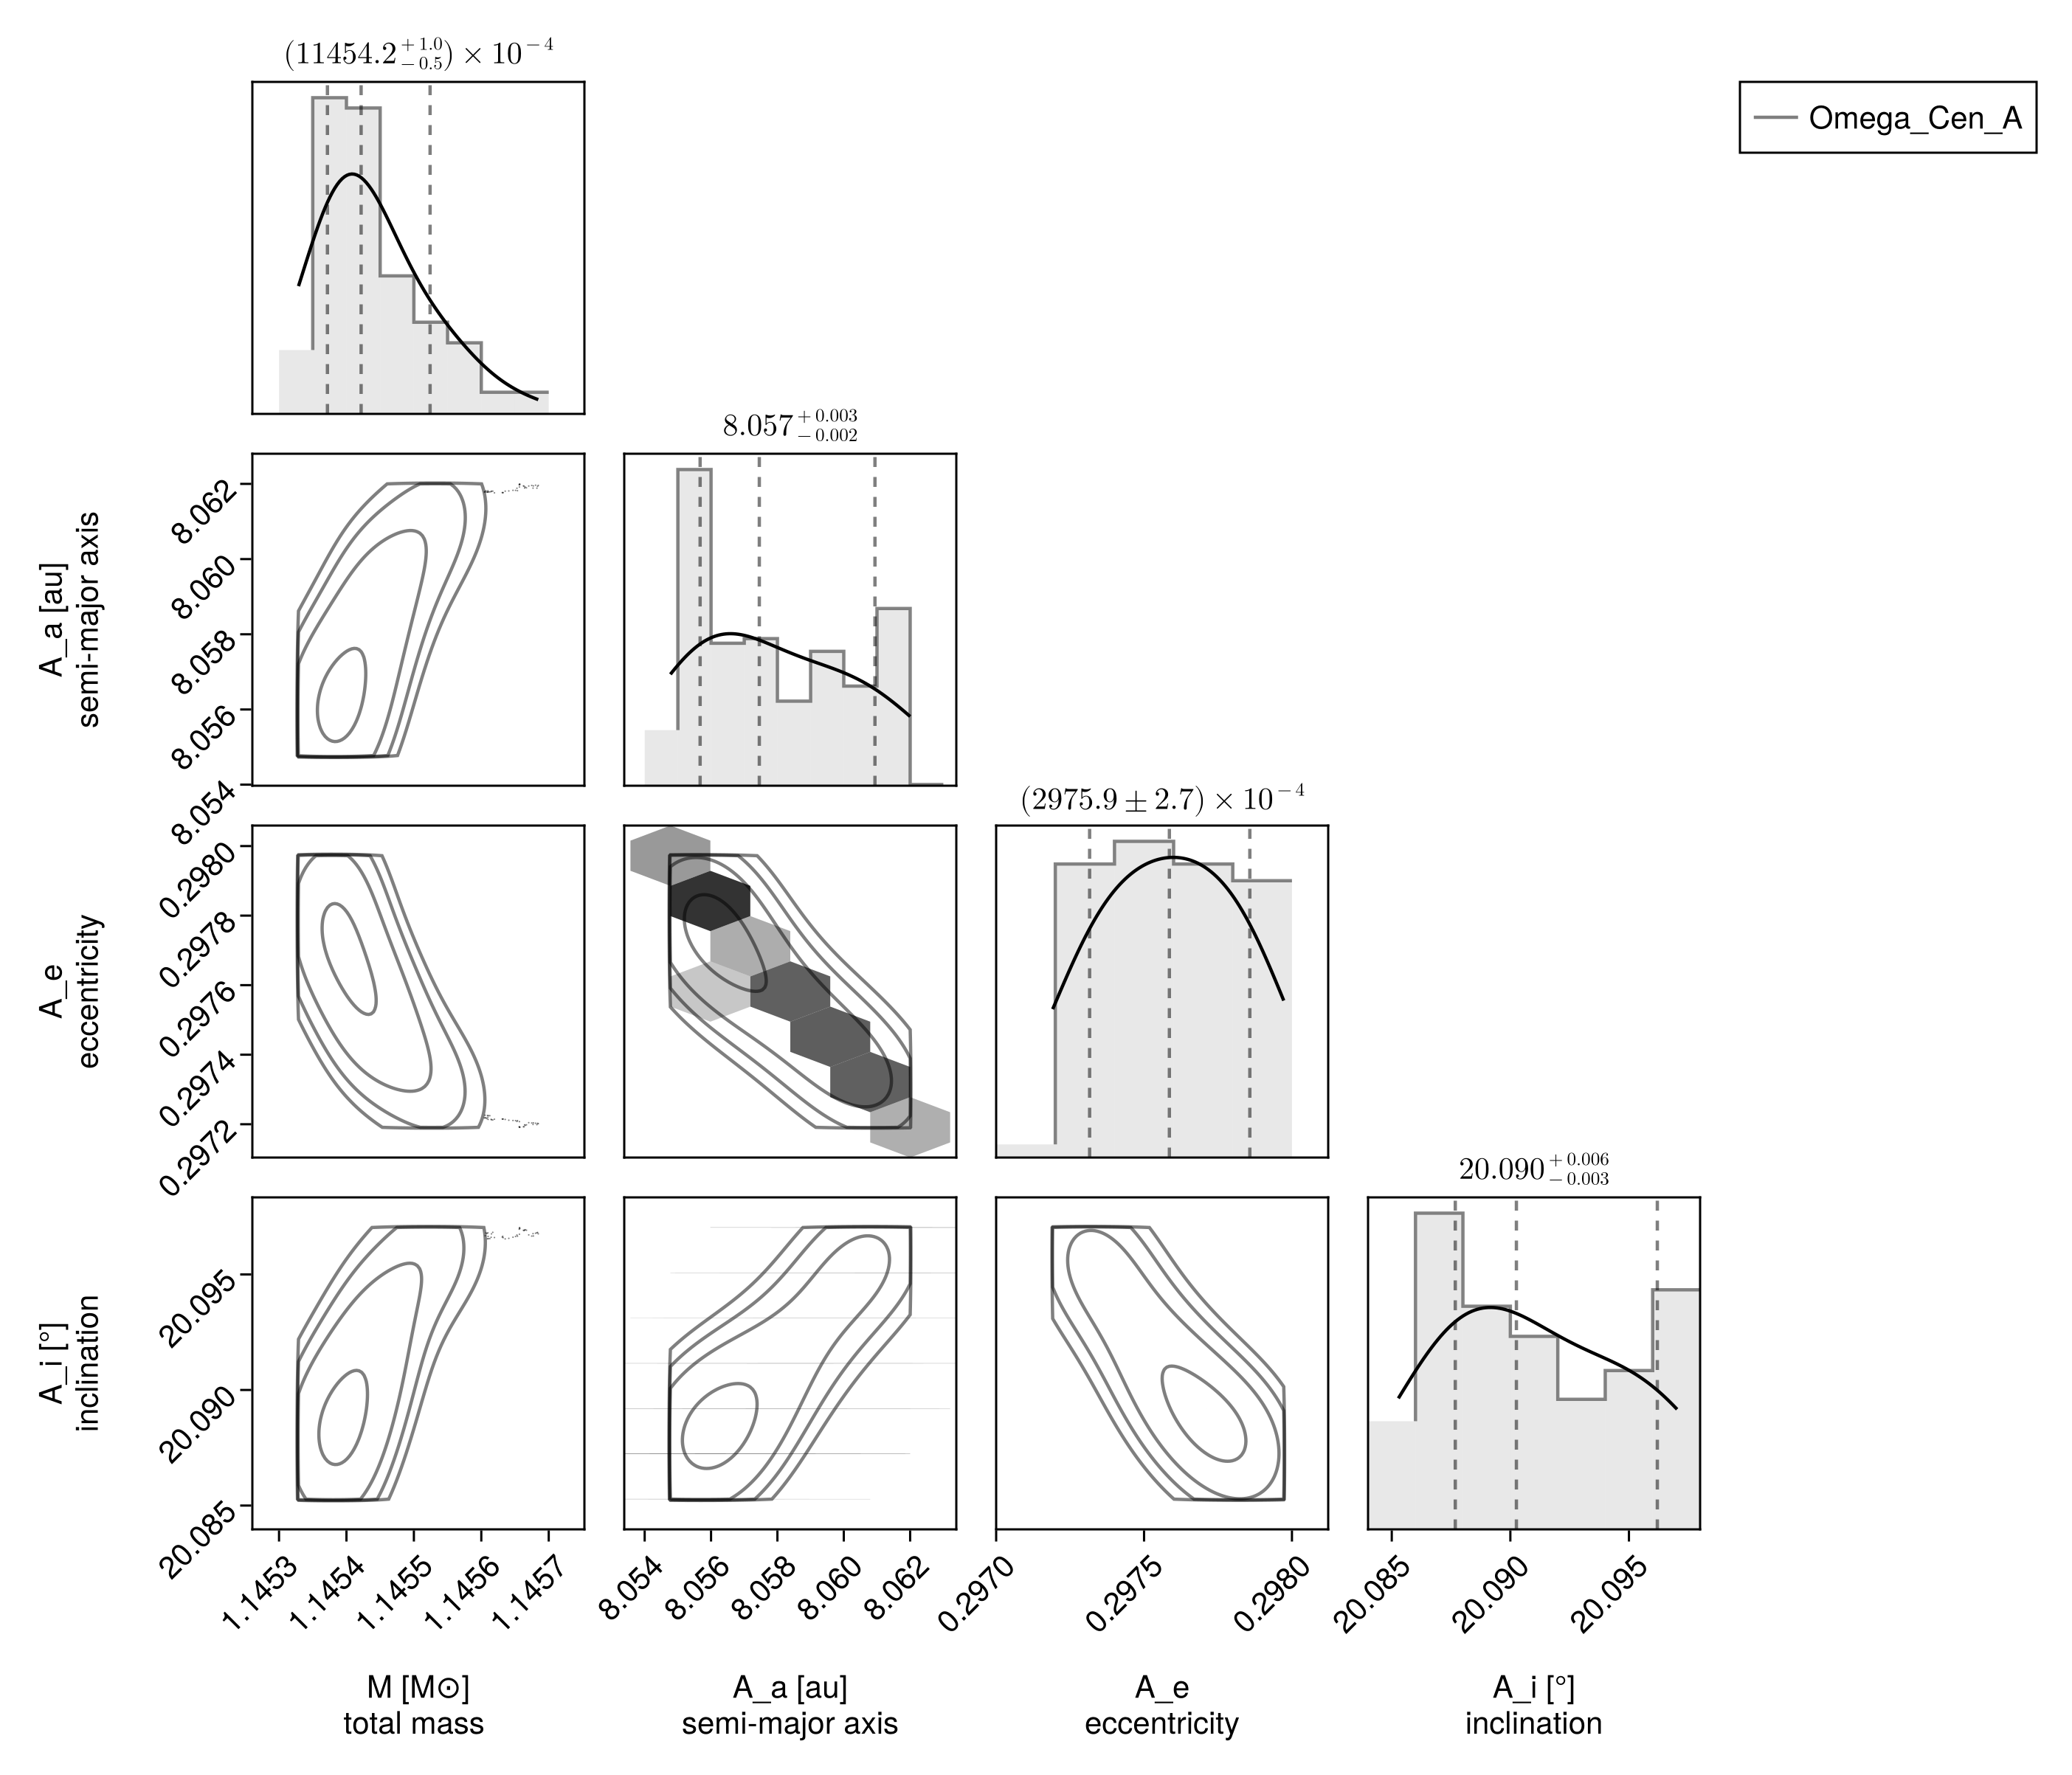 (11454.2 +1.0 −0.5) × 10−4
Omega_Cen_A
8.057 +0.003 −0.002
A_a [au]
semi-major axis
8.062
8.060
8.058
8.056
8.054
(2975.9 ± 2.7) × 10−4
A_e
eccentricity
0.2980
0.2978
0.2976
0.2974
0.2972
20.090 +0.006 −0.003
A_i [°]
inclination
20.095
20.090
20.085
1.1453 1.1454 1.1455 1.1456 1.1457
8.054 8.056 8.058 8.060 8.062
0.2970 0.2975 0.2980
20.085 20.090 20.095
M [M⊙]
total mass
A_a [au]
semi-major axis
A_e
eccentricity
A_i [°]
inclination